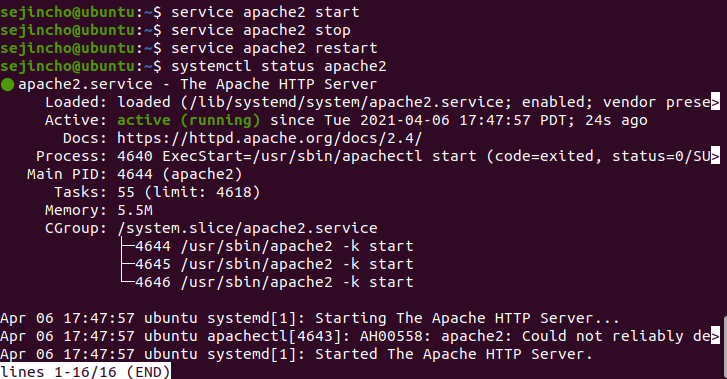 sejincho@ubuntu:~$ service apache2 start
sejincho@ubuntu:~$ service apache2 stop
sejincho@ubuntu:~$ service apache2 restart
sejincho@ubuntu:~$ systemctl status apache2
● apache2.service - The Apache HTTP Server
     Loaded: loaded (/lib/systemd/system/apache2.service; enabled; vendor prese>
     Active: active (running) since Tue 2021-04-06 17:47:57 PDT; 24s ago
       Docs: https://httpd.apache.org/docs/2.4/
    Process: 4640 ExecStart=/usr/sbin/apachectl start (code=exited, status=0/SU>
   Main PID: 4644 (apache2)
      Tasks: 55 (limit: 4618)
     Memory: 5.5M
     CGroup: /system.slice/apache2.service
             ├─4644 /usr/sbin/apache2 -k start
             ├─4645 /usr/sbin/apache2 -k start
             └─4646 /usr/sbin/apache2 -k start
Apr 06 17:47:57 ubuntu systemd[1]: Starting The Apache HTTP Server...
Apr 06 17:47:57 ubuntu apachectl[4643]: AH00558: apache2: Could not reliably de>
Apr 06 17:47:57 ubuntu systemd[1]: Started The Apache HTTP Server.
lines 1-16/16 (END)